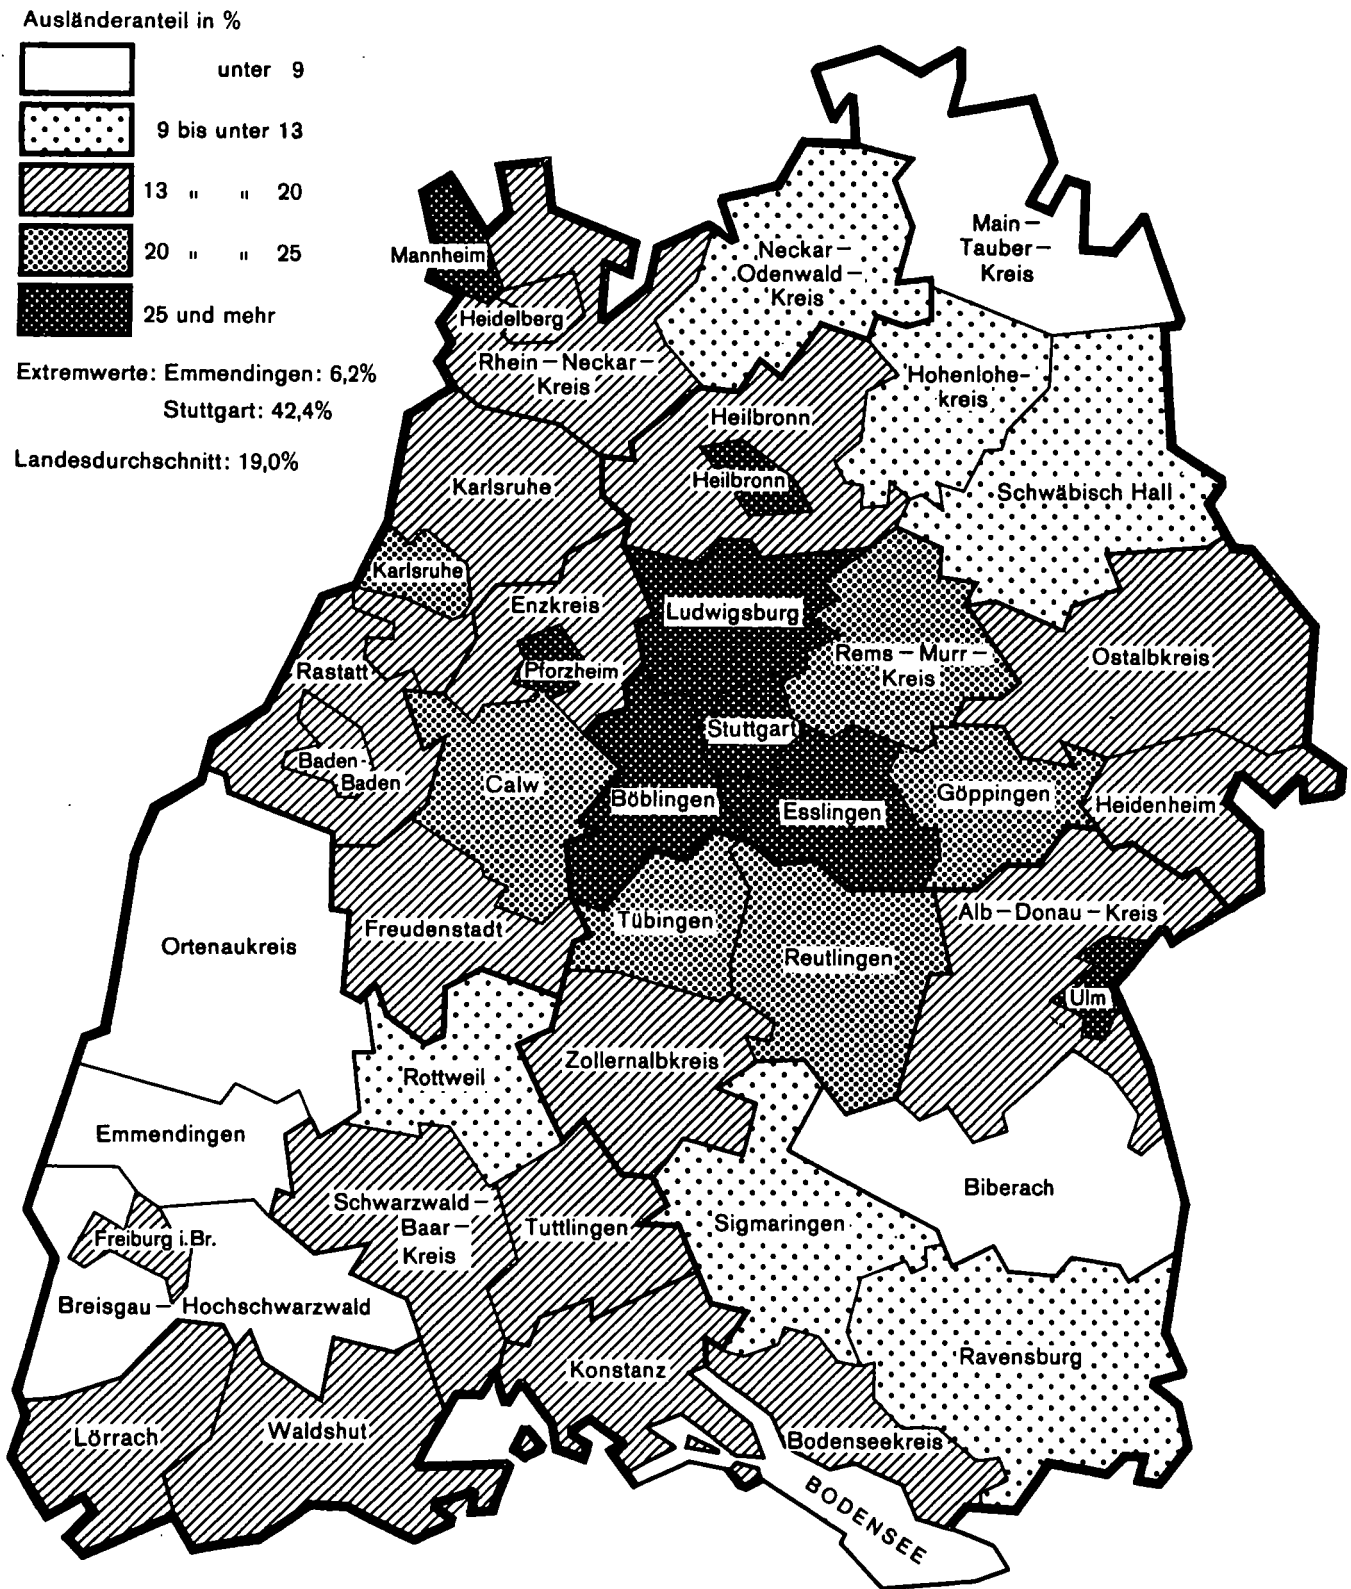 Ausländeranteil in %
unter 9
9 bis unter 13
13 " " 20
20 " " 25
25 und mehr
Extremwerte: Emmendingen: 6,2%
Stuttgart: 42,4%
Landesdurchschnitt: 19,0%
Main–
Tauber–
Kreis
Mannheim
Neckar–
Odenwald–
Kreis
Heidelberg
Rhein–Neckar–
Kreis
Hohenlohe-
kreis
Heilbronn
Heilbronn
Karlsruhe
Schwäbisch Hall
Karlsruhe
Enzkreis
Ludwigsburg
Rems–Murr–
Kreis
Ostalbkreis
Rastatt
Pforzheim
Stuttgart
Baden-
Baden
Calw
Böblingen
Esslingen
Göppingen
Heidenheim
Ortenaukreis
Freudenstadt
Tübingen
Reutlingen
Alb–Donau–Kreis
Ulm
Rottweil
Zollernalbkreis
Emmendingen
Biberach
Schwarzwald–
Baar–
Kreis
Tuttlingen
Sigmaringen
Freiburg i.Br.
Breisgau–Hochschwarzwald
Konstanz
Ravensburg
Lörrach
Waldshut
Bodenseekreis
BODENSEE